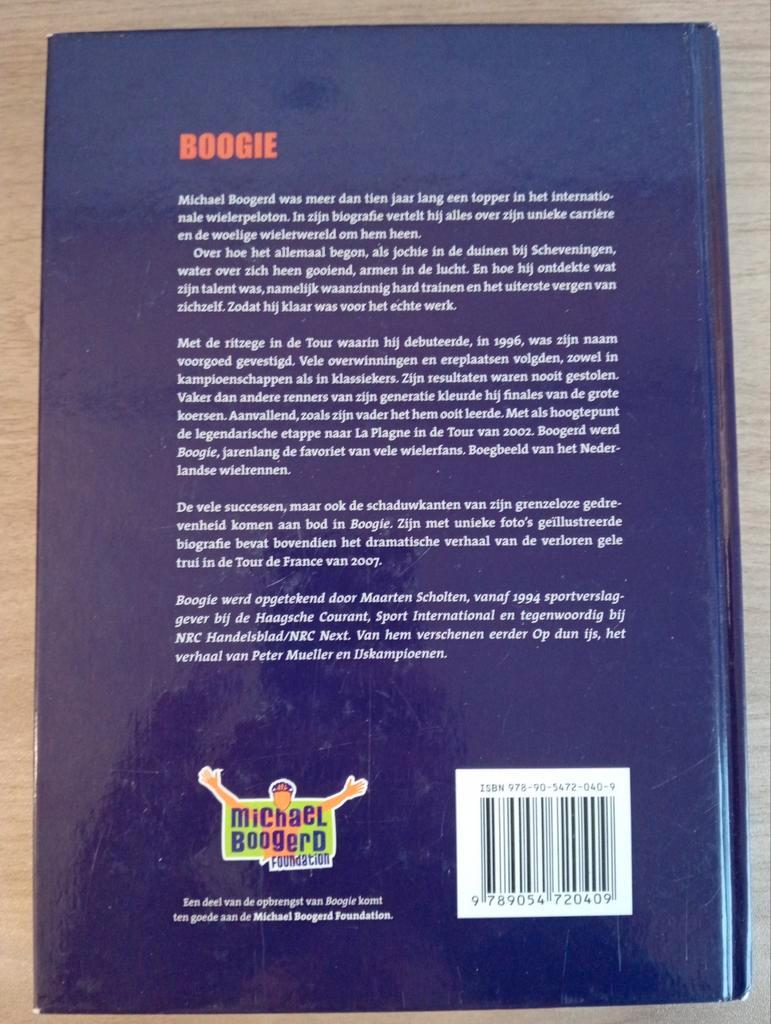 BOOGIE
Michael Boogerd was meer dan tien jaar lang een topper in het internatio-
nale wielerpeloton. In zijn biografie vertelt hij alles over zijn unieke carrière
en de woelige wielerwereld om hem heen.
Over hoe het allemaal begon, als jochie in de duinen bij Scheveningen,
water over zich heen gooiend, armen in de lucht. En hoe hij ontdekte wat
zijn talent was, namelijk waanzinnig hard trainen en het uiterste vergen van
zichzelf. Zodat hij klaar was voor het echte werk.
Met de ritzege in de Tour waarin hij debuteerde, in 1996, was zijn naam
voorgoed gevestigd. Vele overwinningen en ereplaatsen volgden, zowel in
kampioenschappen als in klassiekers. Zijn resultaten waren nooit gestolen.
Vaker dan andere renners van zijn generatie kleurde hij finales van de grote
koersen. Aanvallend, zoals zijn vader het hem ooit leerde. Met als hoogtepunt
de legendarische etappe naar La Plagne in de Tour van 2002. Boogerd werd
Boogie, jarenlang de favoriet van vele wielerfans. Boegbeeld van het Neder-
landse wielrennen.
De vele successen, maar ook de schaduwkanten van zijn grenzeloze gedre-
venheid komen aan bod in Boogie. Zijn met unieke foto's geïllustreerde
biografie bevat bovendien het dramatische verhaal van de verloren gele
trui in de Tour de France van 2007.
Boogie werd opgetekend door Maarten Scholten, vanaf 1994 sportverslag-
gever bij de Haagsche Courant, Sport International en tegenwoordig bij
NRC Handelsblad/NRC Next. Van hem verschenen eerder Op dun ijs, het
verhaal van Peter Mueller en IJskampioenen.
MICHAEL
BOOGERD
FOUNDATION
Een deel van de opbrengst van Boogie komt
ten goede aan de Michael Boogerd Foundation.
ISBN 978-90-5472-040-9
9 789054 720409